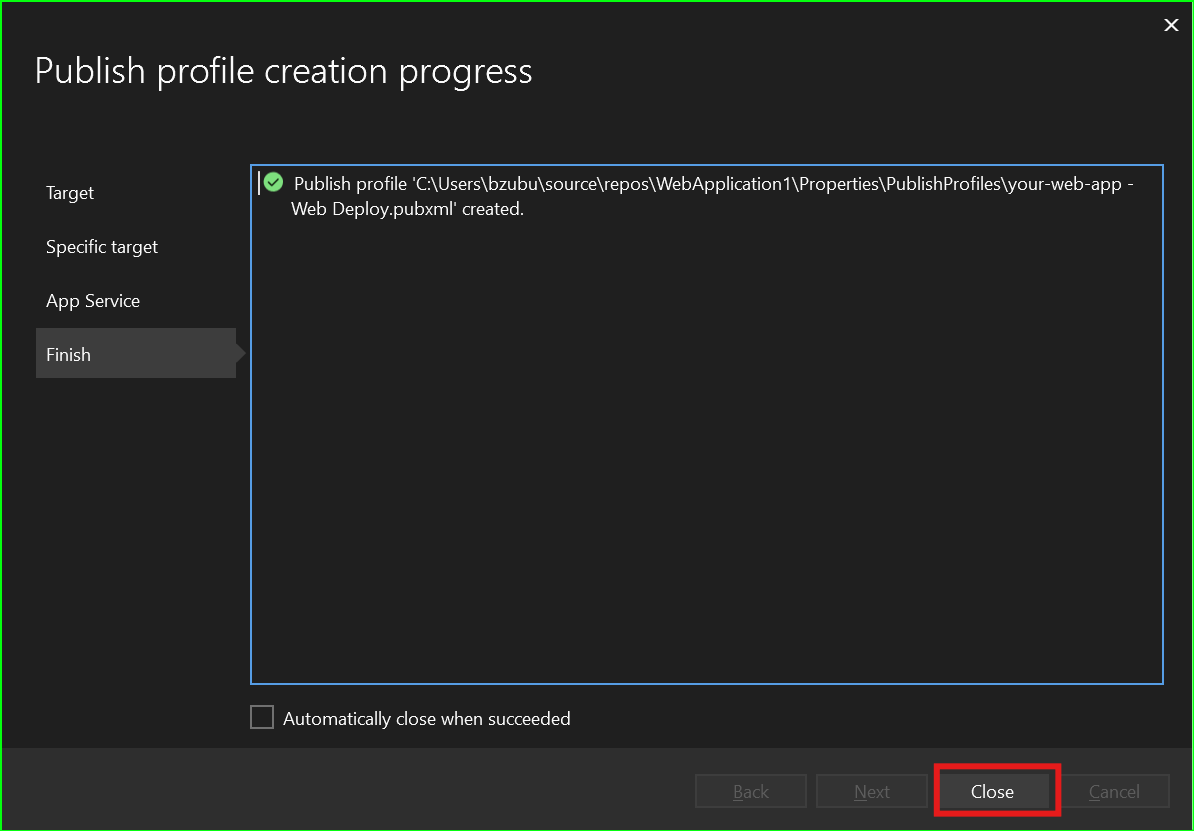 Publish profile creation progress
Target
Specific target
App Service
Finish
Publish profile 'C:\Users\bzubu\source\repos\WebApplication1\Properties\PublishProfiles\your-web-app -
Web Deploy.pubxml' created.
Automatically close when succeeded
Back
Next
Close
Cancel